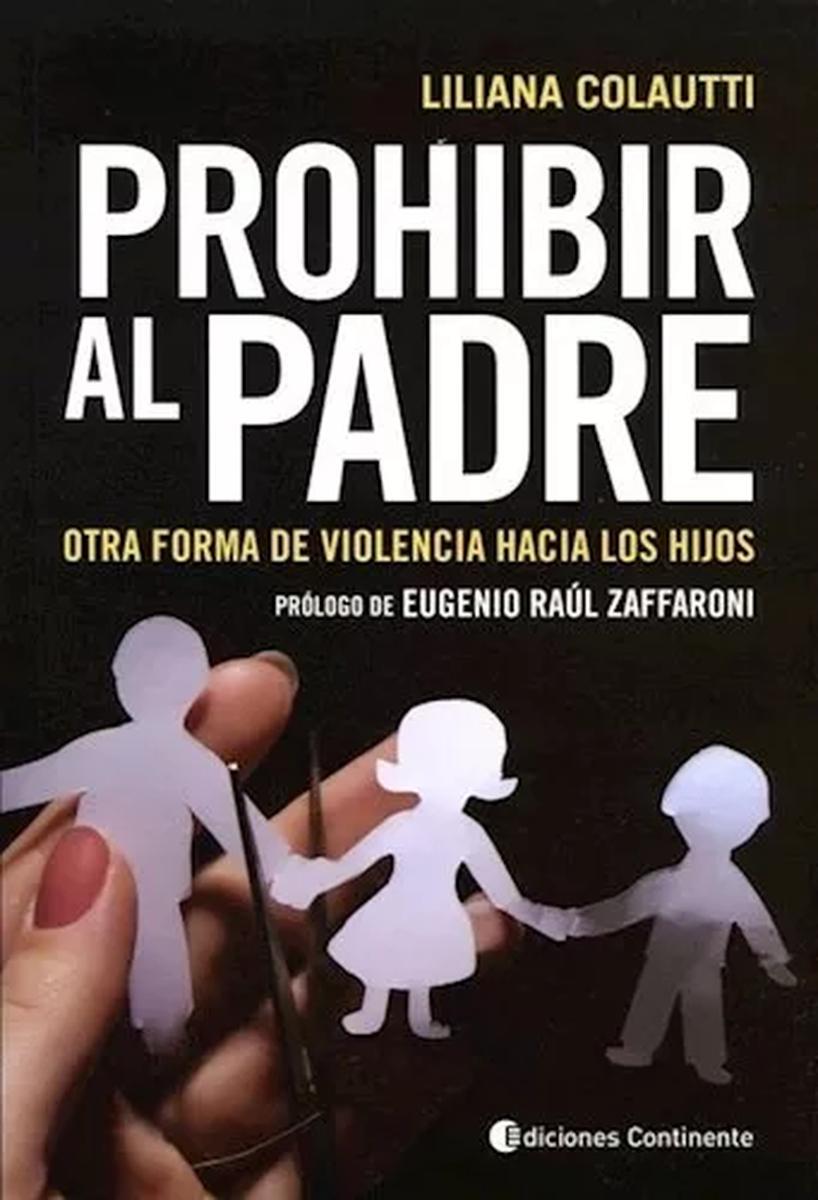 LILIANA COLAUTTI
PROHIBIR
AL PADRE
OTRA FORMA DE VIOLENCIA HACIA LOS HIJOS
PRÓLOGO DE EUGENIO RAÚL ZAFFARONI
Ediciones Continente